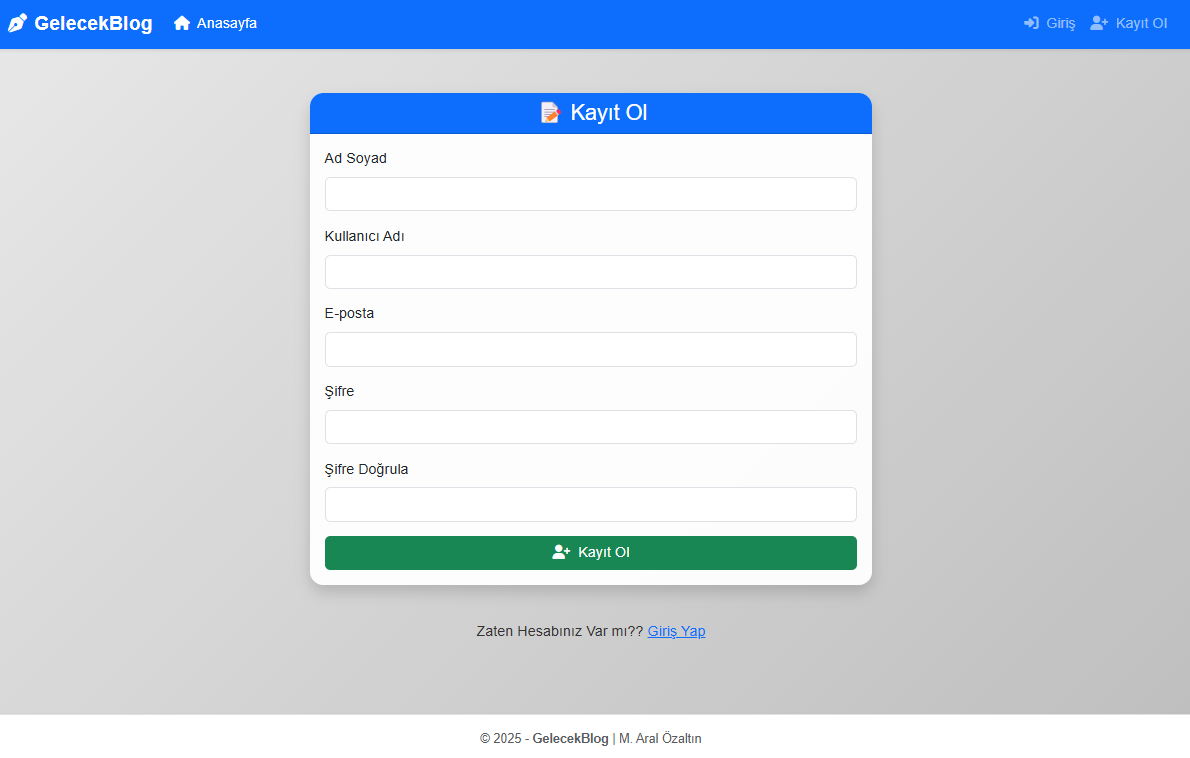 GelecekBlog Anasayfa Giriş Kayıt Ol
Kayıt Ol
Ad Soyad
Kullanıcı Adı
E-posta
Şifre
Şifre Doğrula
Kayıt Ol
Zaten Hesabınız Var mı?? Giriş Yap
© 2025 - GelecekBlog | M. Aral Özaltın